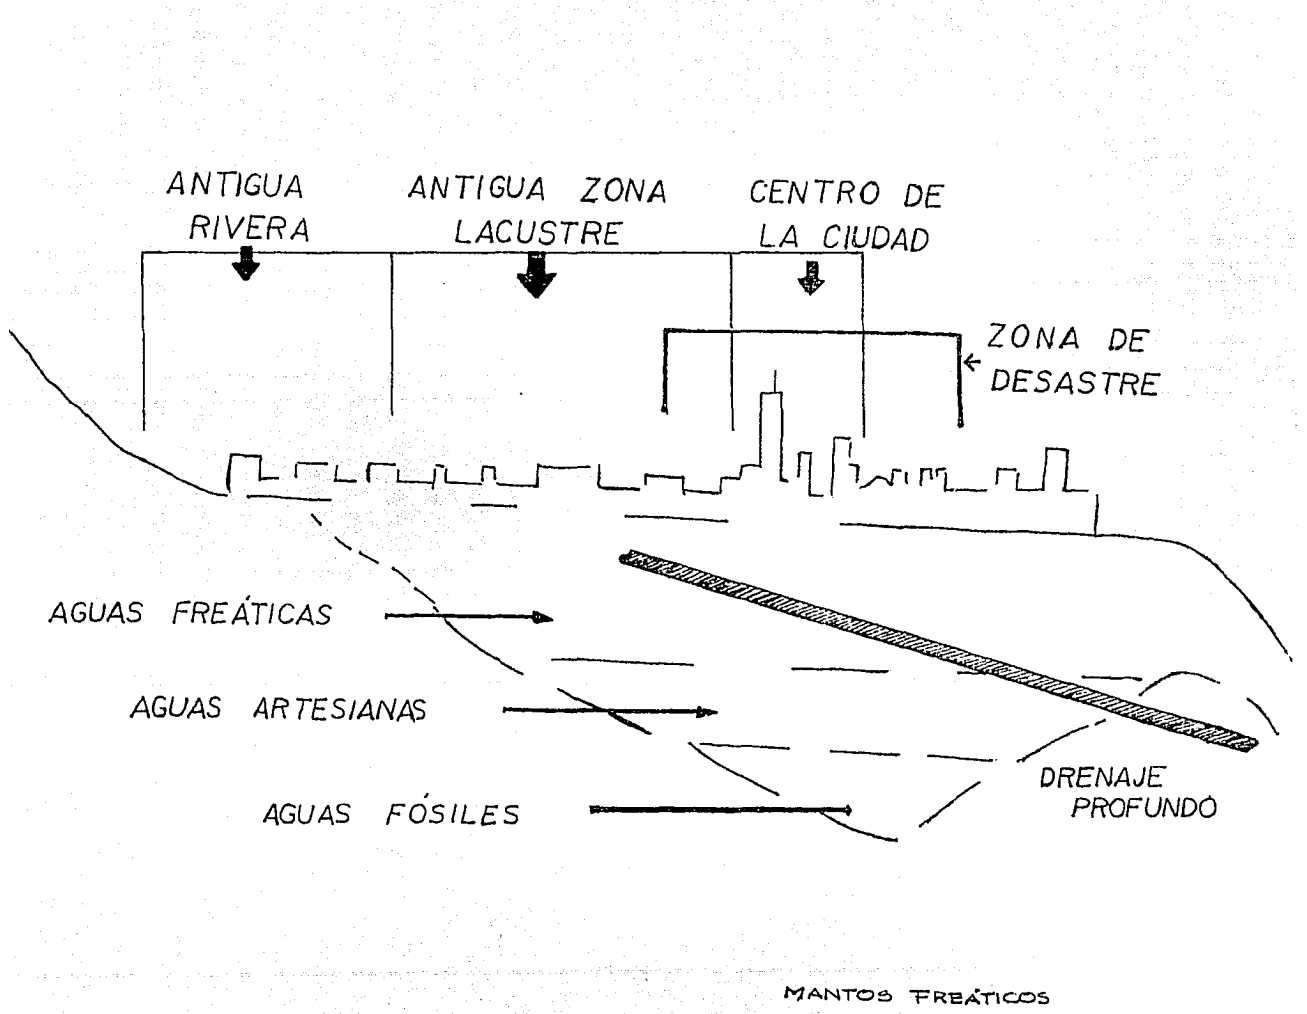 ANTIGUA
RIVERA
ANTIGUA ZONA
LACUSTRE
CENTRO DE
LA CIUDAD
ZONA DE
DESASTRE
AGUAS FREÁTICAS
AGUAS ARTESIANAS
AGUAS FÓSILES
DRENAJE
PROFUNDO
MANTOS FREÁTICOS